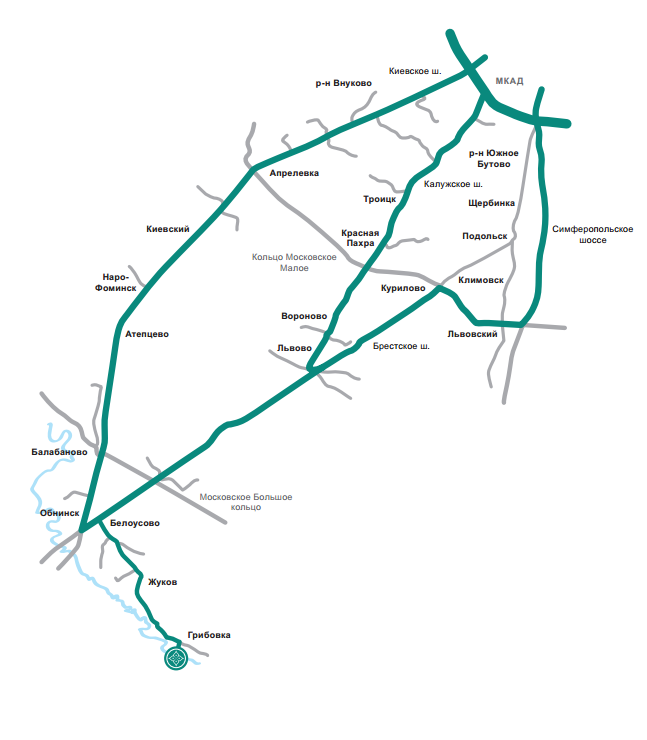 Киевское ш.
МКАД
р-н Внуково
р-н Южное
Бутово
Апрелевка
Калужское ш.
Троицк
Щербинка
Киевский
Красная
Пахра
Подольск
Симферопольское
шоссе
Кольцо Московское
Малое
Наро-
Фоминск
Курилово
Климовск
Вороново
Атепцево
Львовский
Львово
Брестское ш.
Балабаново
Московское Большое
кольцо
Обнинск
Белоусово
Жуков
Грибовка